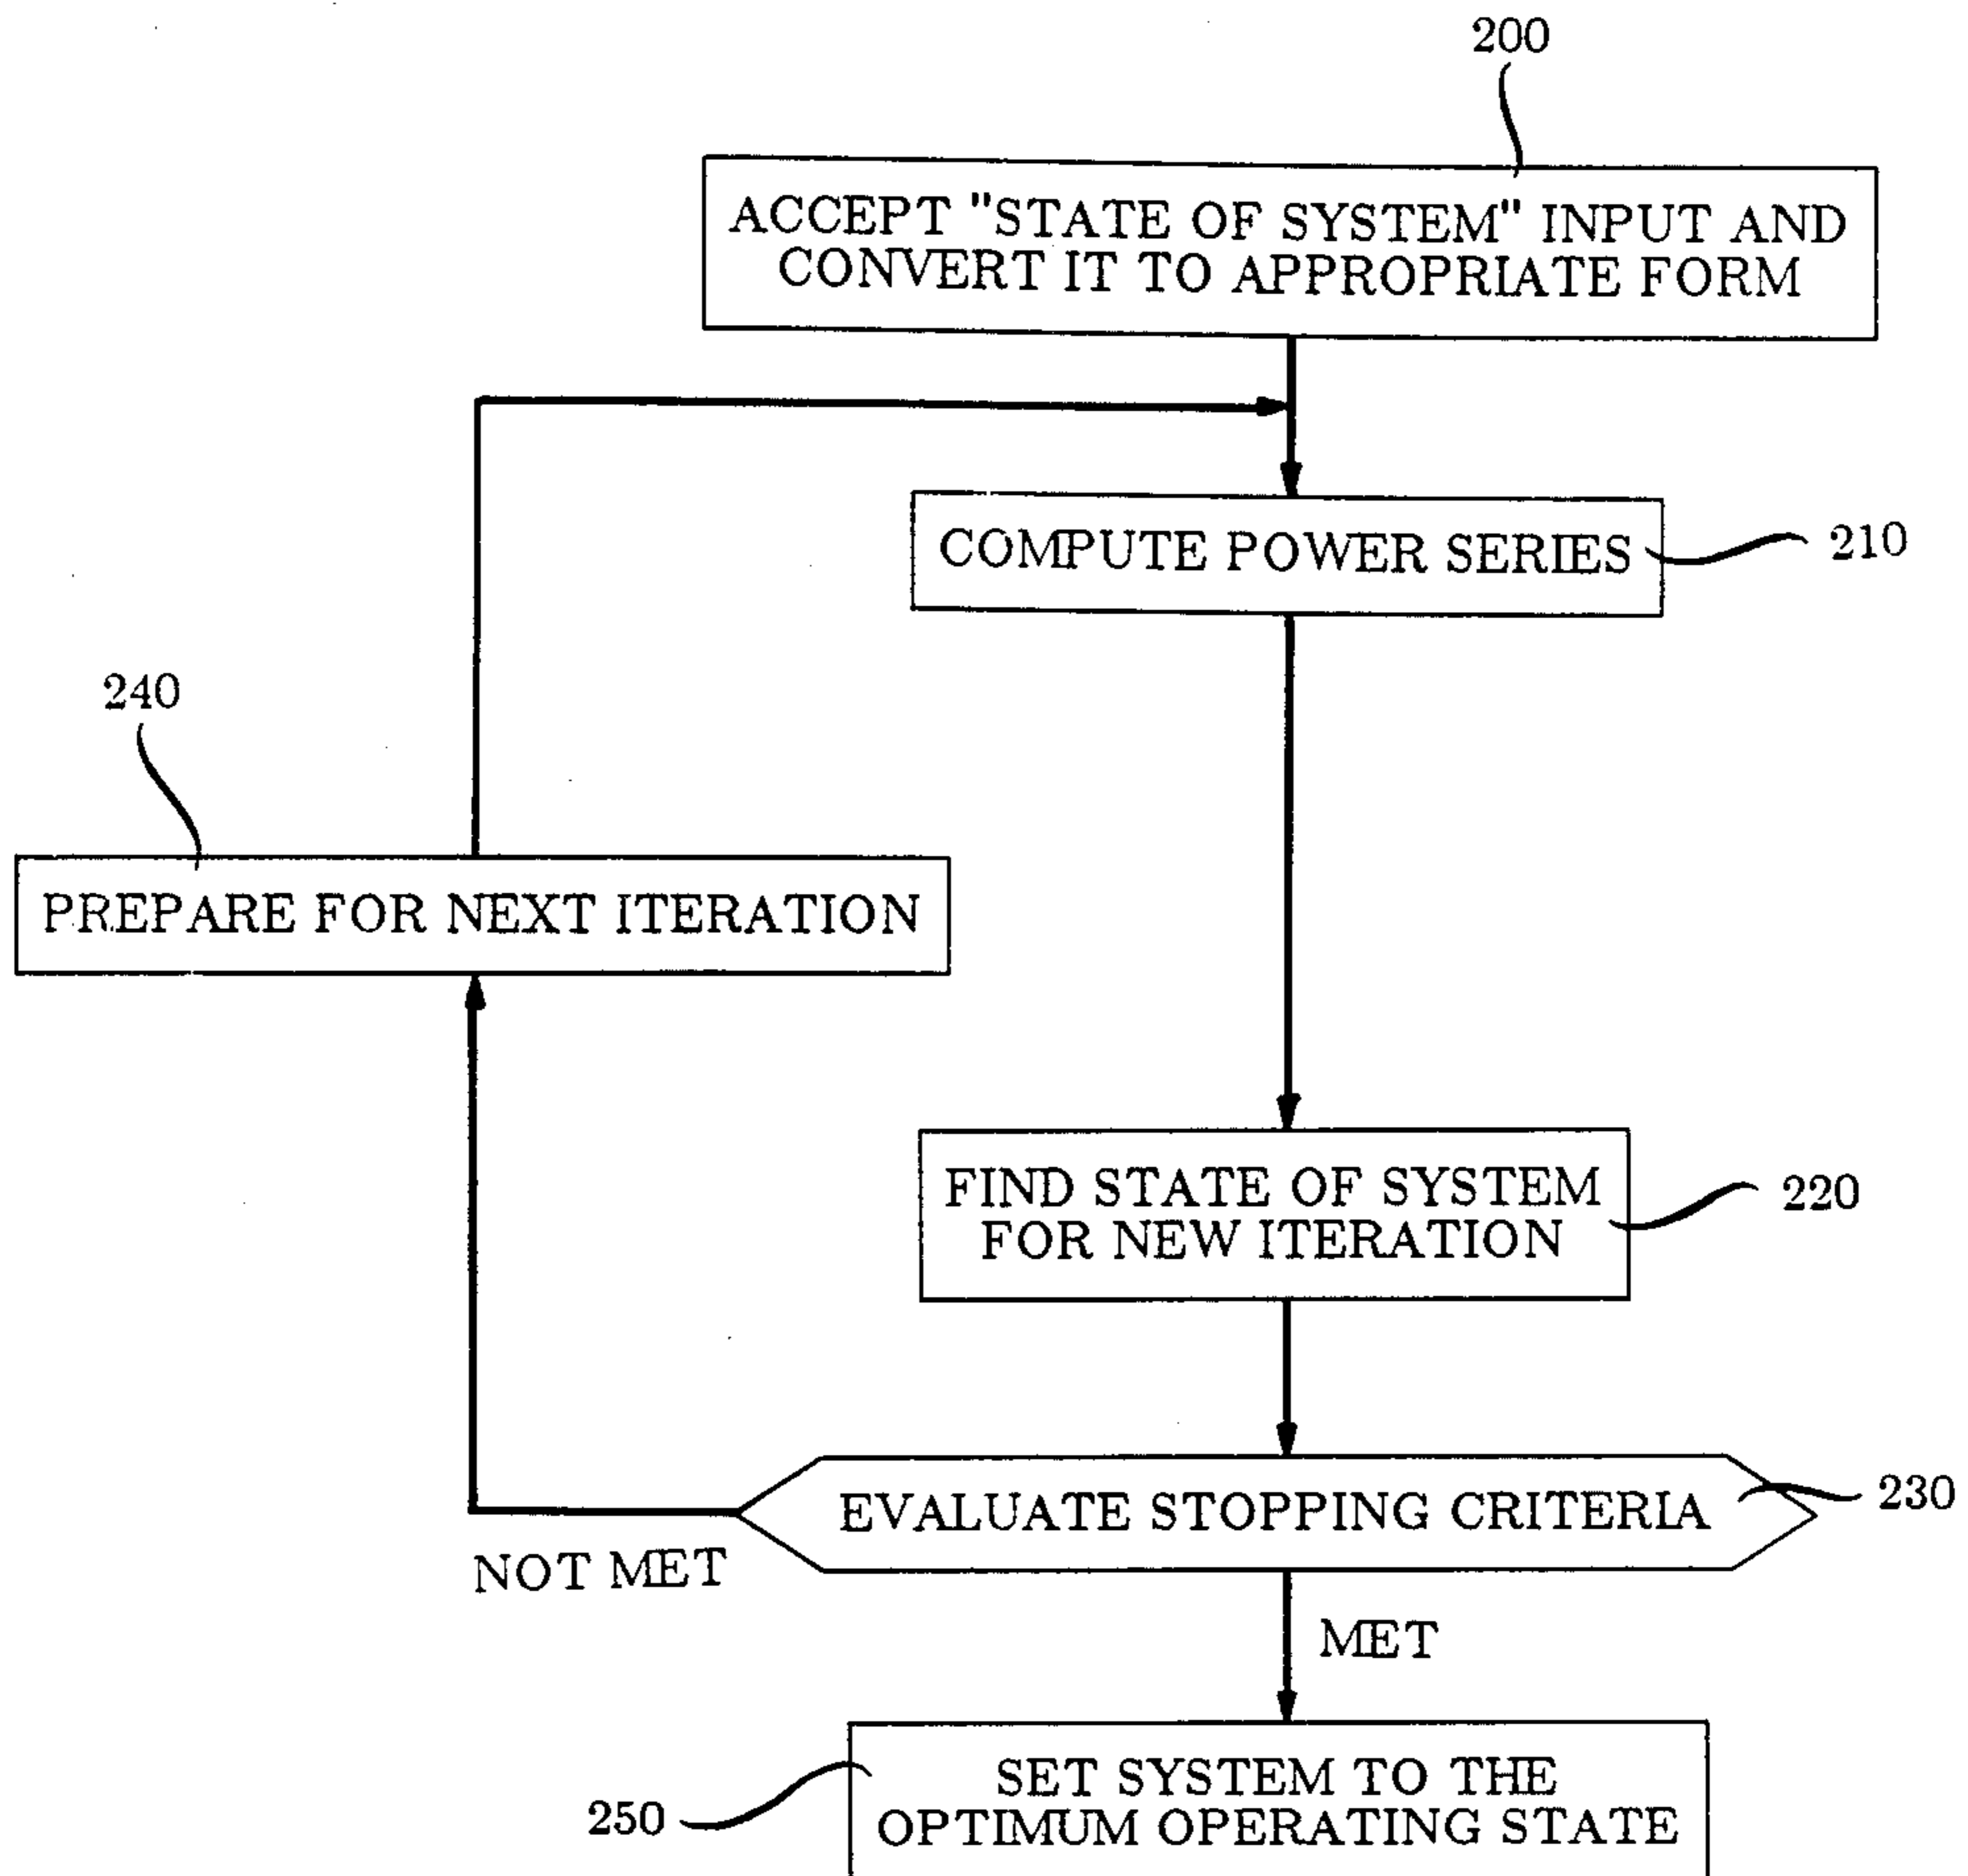 200
ACCEPT "STATE OF SYSTEM" INPUT AND
CONVERT IT TO APPROPRIATE FORM
COMPUTE POWER SERIES
210
240
PREPARE FOR NEXT ITERATION
FIND STATE OF SYSTEM
FOR NEW ITERATION
220
EVALUATE STOPPING CRITERIA
230
NOT MET
MET
250
SET SYSTEM TO THE
OPTIMUM OPERATING STATE